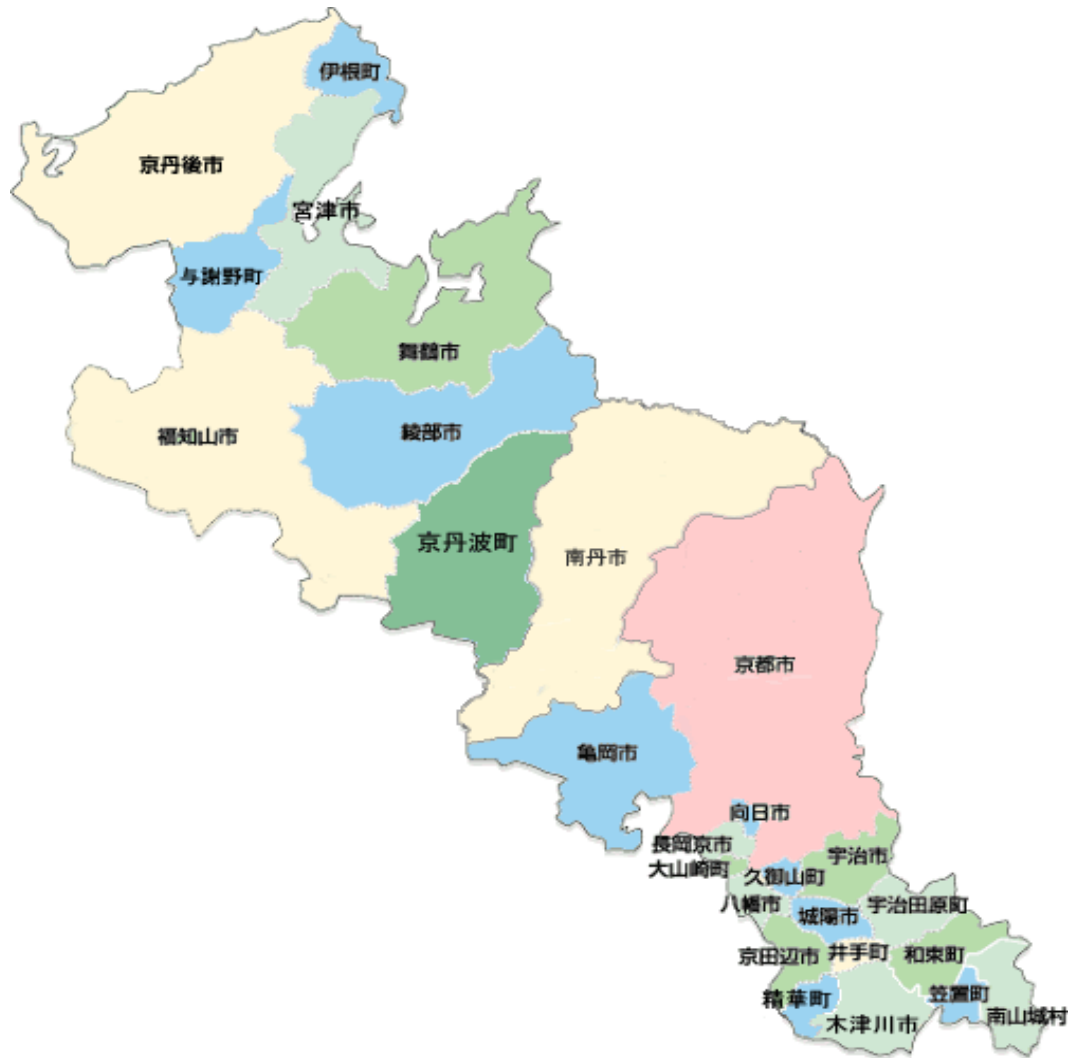 伊根町
京丹後市
宮津市
与謝野町
舞鶴市
福知山市
綾部市
京丹波町
南丹市
京都市
亀岡市
向日市
長岡京市
大山崎町
宇治市
久御山町
八幡市
城陽市
宇治田原町
京田辺市
井手町
和束町
精華町
笠置町
木津川市
南山城村